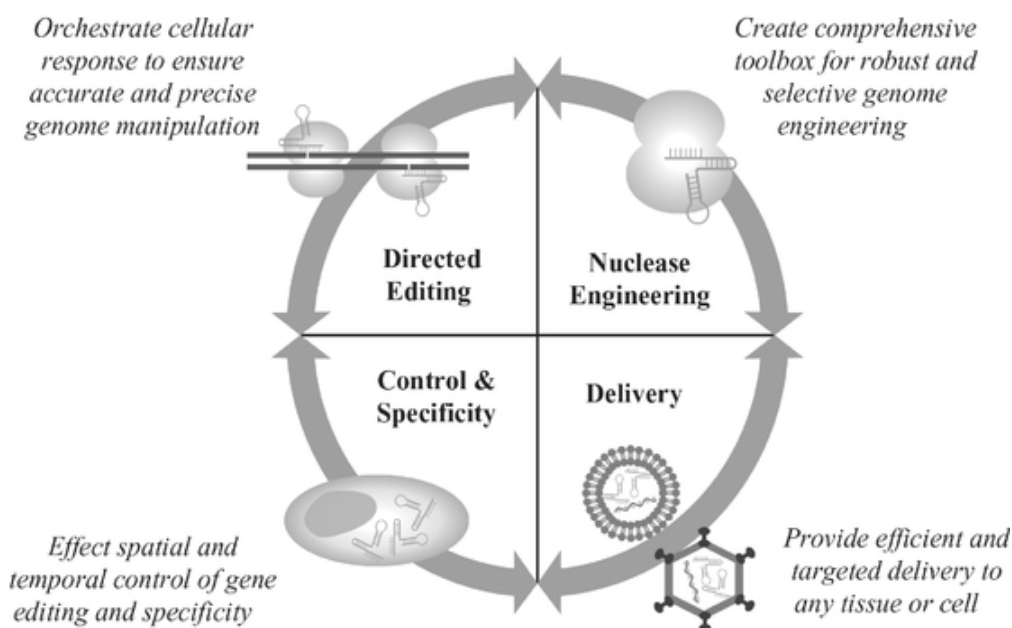 Orchestrate cellular
response to ensure
accurate and precise
genome manipulation
Create comprehensive
toolbox for robust and
selective genome
engineering
Directed
Editing
Nuclease
Engineering
Control &
Specificity
Delivery
Effect spatial and
temporal control of gene
editing and specificity
Provide efficient and
targeted delivery to
any tissue or cell